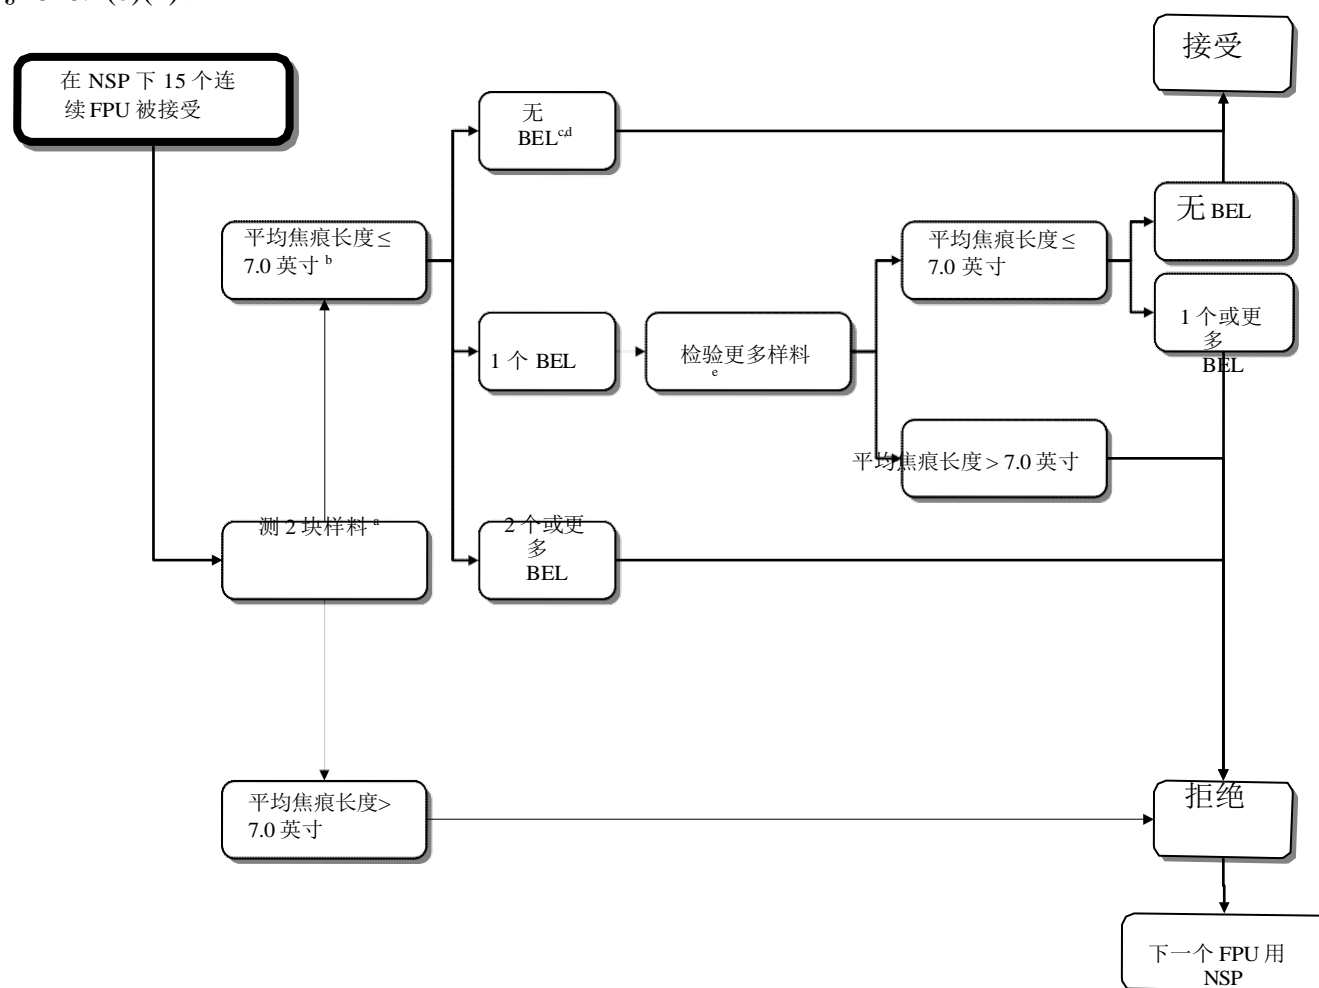 接受
在 NSP 下 15 个连
续 FPU 被接受
无
BELc,d
平均焦痕长度≤
7.0 英寸 b
平均焦痕长度≤
7.0 英寸
无 BEL
1 个或更
多
BEL
1 个 BEL
检验更多样料
e
平均焦痕长度> 7.0 英寸
测 2 块样料 a
2 个或更
多
BEL
平均焦痕长度>
7.0 英寸
拒绝
下一个 FPU 用
NSP